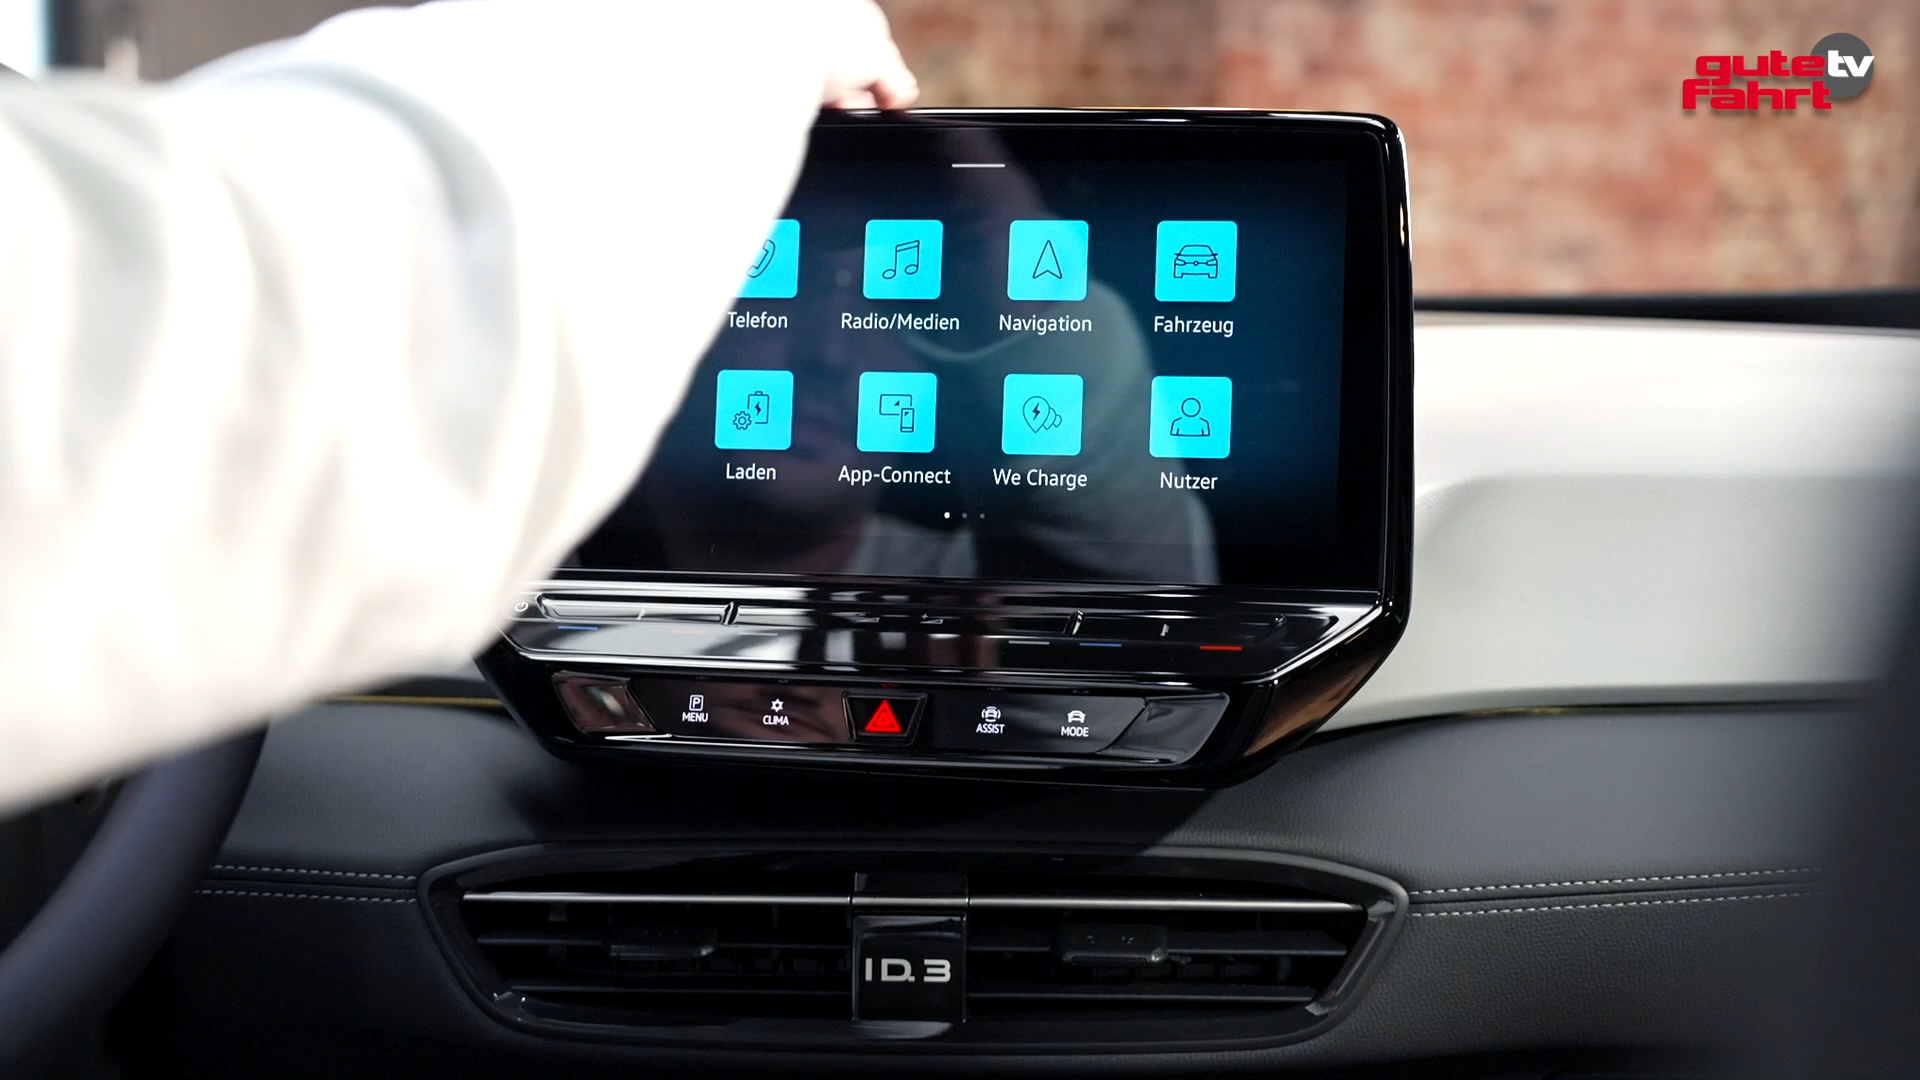 gute tv
fahrt
Telefon Radio/Medien Navigation Fahrzeug
Laden App-Connect We Charge Nutzer
P
MENU CLIMA ASSIST MODE
ID.3